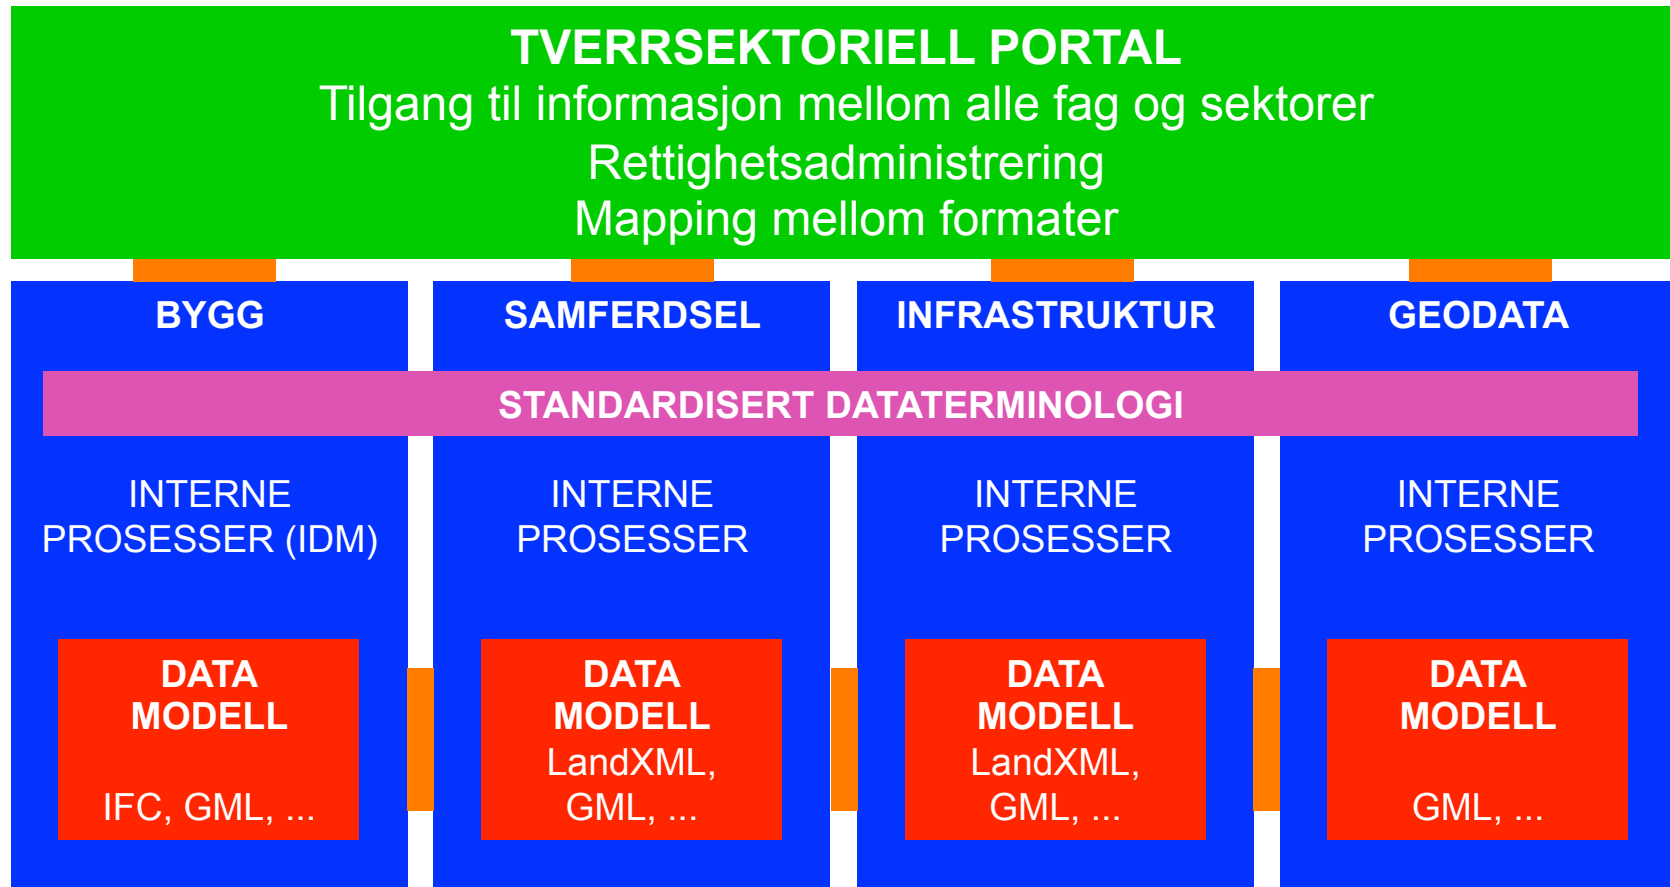 TVERRSEKTORIELL PORTAL
Tilgang til informasjon mellom alle fag og sektorer
Rettighetsadministrering
Mapping mellom formater
BYGG
SAMFERDSEL
INFRASTRUKTUR
GEODATA
STANDARDISERT DATATERMINOLOGI
INTERNE
PROSESSER (IDM)
INTERNE
PROSESSER
INTERNE
PROSESSER
INTERNE
PROSESSER
DATA
MODELL
IFC, GML, ...
DATA
MODELL
LandXML,
GML, ...
DATA
MODELL
LandXML,
GML, ...
DATA
MODELL
GML, ...